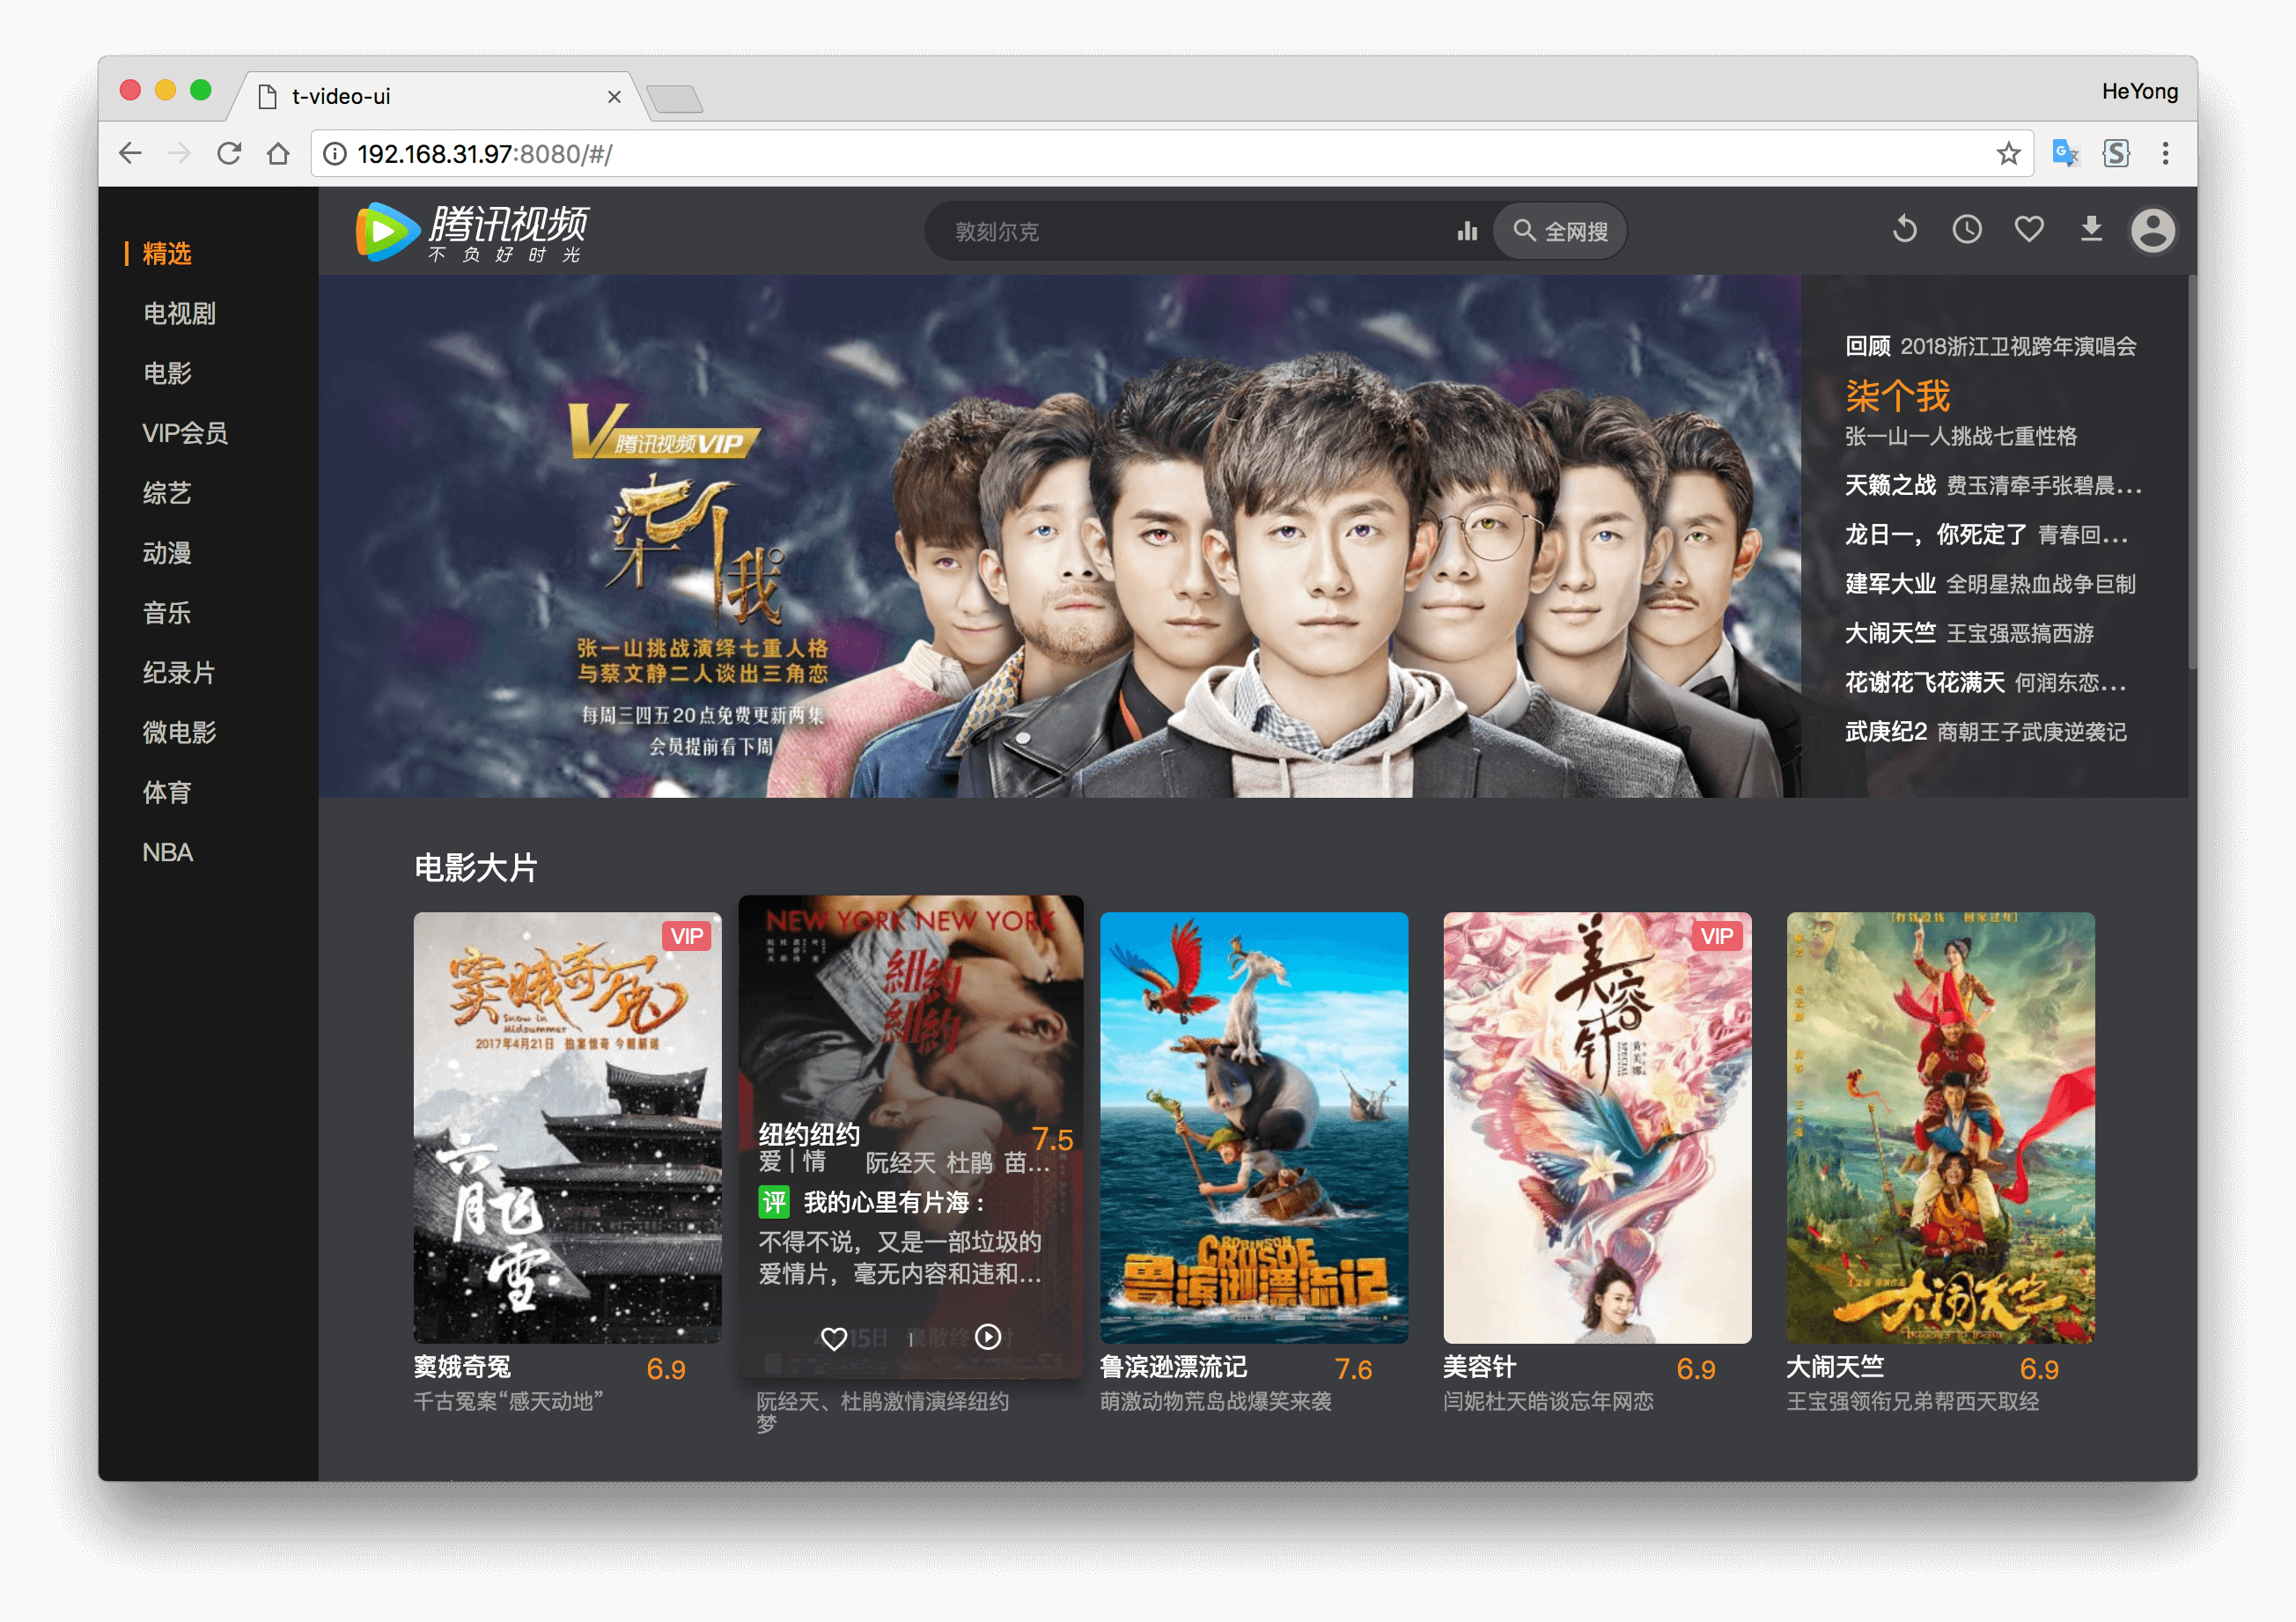 t-video-ui
HeYong
192.168.31.97:8080/#/
腾讯视频
不负好时光
敦刻尔克
全网搜
精选
电视剧
电影
VIP会员
综艺
动漫
音乐
纪录片
微电影
体育
NBA
V腾讯视频VIP
柒个我
张一山挑战演绎七重人格
与蔡文静二人谈出三角恋
每周三四五20点免费更新两集
会员提前看下周
回顾 2018浙江卫视跨年演唱会
柒个我
张一山一人挑战七重性格
天籁之战 费玉清牵手张碧晨...
龙日一，你死定了 青春回...
建军大业 全明星热血战争巨制
大闹天竺 王宝强恶搞西游
花谢花飞花满天 何润东恋...
武庚纪2 商朝王子武庚逆袭记
电影大片
VIP
窦娥奇冤
Snow in
Midsummer
2017年4月21日 拍案惊奇 今朝解谜
六月飞雪
窦娥奇冤 6.9
千古冤案“感天动地”
NEW YORK NEW YORK
紐約
紐約
纽约纽约 7.5
爱 | 情 阮经天 杜鹃 苗...
评 我的心里有片海：
不得不说，又是一部垃圾的
爱情片，毫无内容和违和...
阮经天、杜鹃激情演绎纽约
梦
ROBINSON
CRUSOE
鲁滨逊漂流记
鲁滨逊漂流记 7.6
萌激动物荒岛战爆笑来袭
VIP
美容针
黄美娜
SPECIAL
美容针 6.9
闫妮杜天皓谈忘年网恋
大闹天竺
大闹天竺 6.9
王宝强领衔兄弟帮西天取经